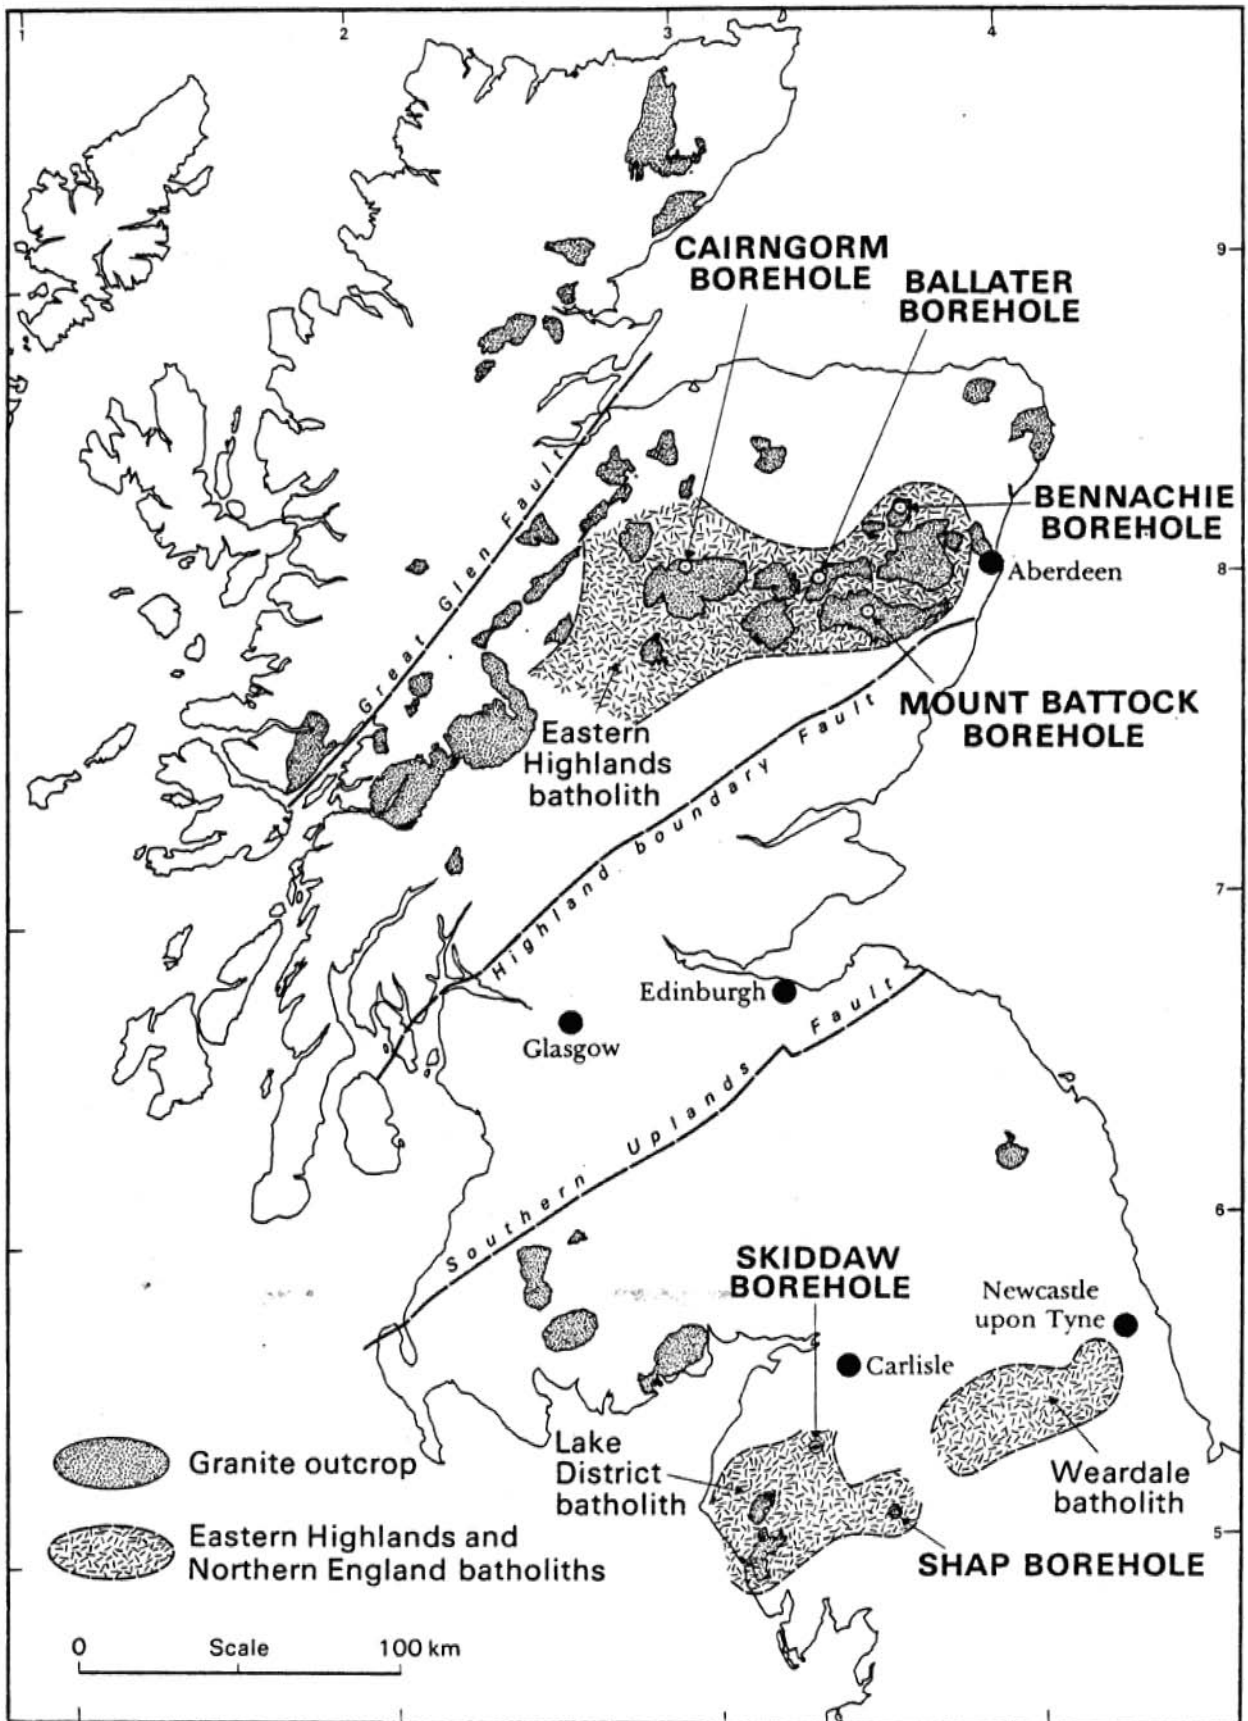 1
2
3
4
9
CAIRNGORM
BOREHOLE
BALLATER
BOREHOLE
Great Glen Fault
BENNACHIE
BOREHOLE
Aberdeen
8
MOUNT BATTOCK
BOREHOLE
Eastern
Highlands
batholith
Highland boundary Fault
7
Edinburgh
Glasgow
Southern Uplands Fault
6
SKIDDAW
BOREHOLE
Newcastle
upon Tyne
Carlisle
Lake
District
batholith
Weardale
batholith
5
SHAP BOREHOLE
Granite outcrop
Eastern Highlands and
Northern England batholiths
0 Scale 100 km